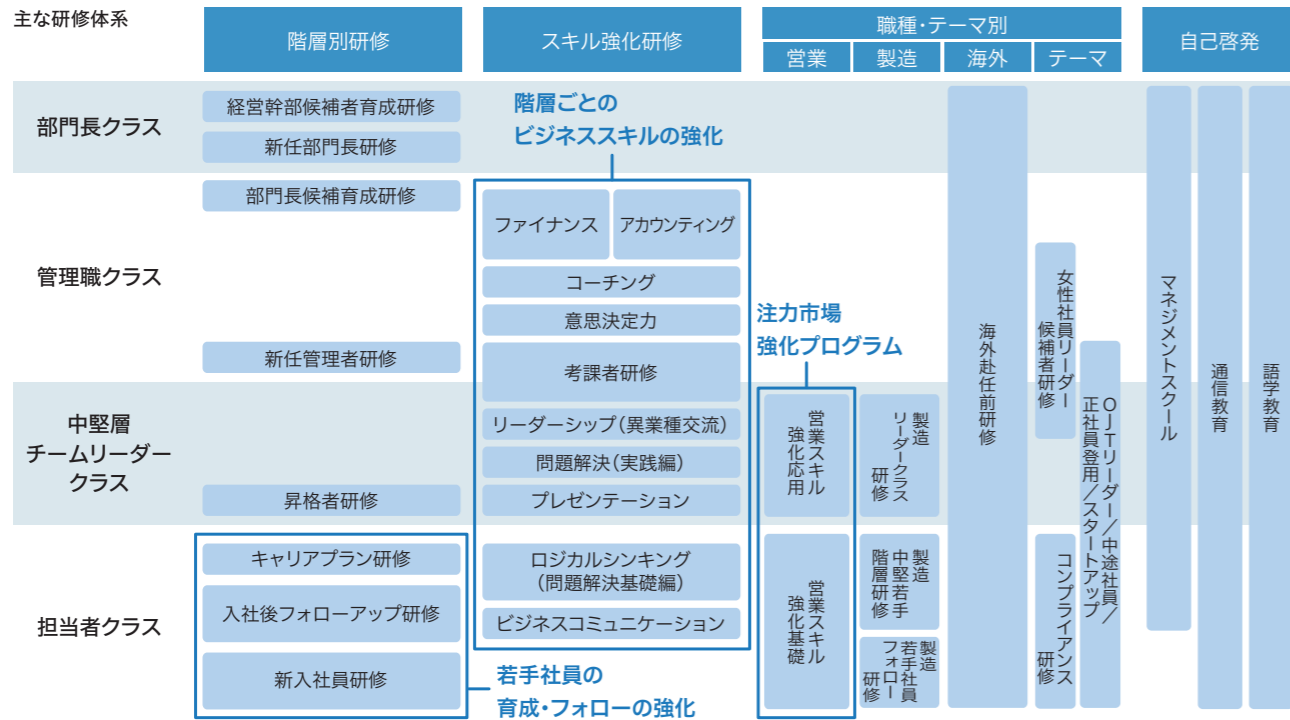 主な研修体系
階層別研修
スキル強化研修
職種・テーマ別
営業
製造
海外
テーマ
自己啓発
部門長クラス
経営幹部候補者育成研修
新任部門長研修
階層ごとの
ビジネススキルの強化
管理職クラス
部門長候補育成研修
新任管理者研修
ファイナンス
アカウンティング
コーチング
意思決定力
考課者研修
注力市場
強化プログラム
中堅層
チームリーダー
クラス
昇格者研修
リーダーシップ(異業種交流)
問題解決(実践編)
プレゼンテーション
営業スキル
強化応用
製造
リーダークラス
研修
担当者クラス
キャリアプラン研修
入社後フォローアップ研修
新入社員研修
若手社員の
育成・フォローの強化
ロジカルシンキング
(問題解決基礎編)
ビジネスコミュニケーション
営業スキル
強化基礎
製造
中堅若手
階層研修
製造
若手社員
フォロー
研修
海外赴任前研修
女性社員リーダー
候補者研修
OJTリーダー/中途社員/
正社員登用/スタートアップ
コンプライアンス
研修
マネジメントスクール
通信教育
語学教育